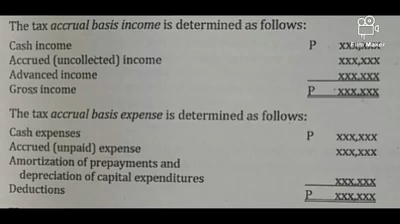 The tax accrual basis income is determined as follows:
Cash income P xxx,xxx
Accrued (uncollected) income xxx,xxx
Advanced income xxx,xxx
Gross income P xxx,xxx
The tax accrual basis expense is determined as follows:
Cash expenses P xxx,xxx
Accrued (unpaid) expense xxx,xxx
Amortization of prepayments and
depreciation of capital expenditures xxx,xxx
Deductions P xxx,xxx
Film Maker